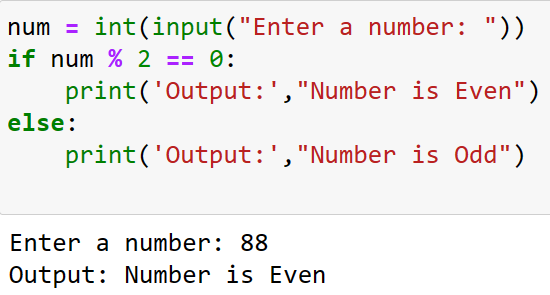 num = int(input("Enter a number: "))
if num % 2 == 0:
    print('Output:',"Number is Even")
else:
    print('Output:',"Number is Odd")
Enter a number: 88
Output: Number is Even